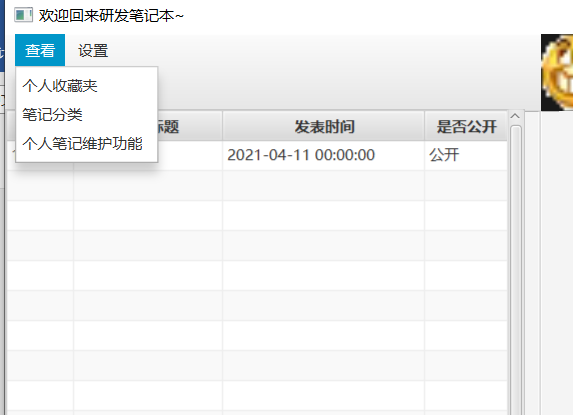 欢迎回来研发笔记本~
查看 设置
个人收藏夹
笔记分类
个人笔记维护功能
标题 发表时间 是否公开
2021-04-11 00:00:00 公开